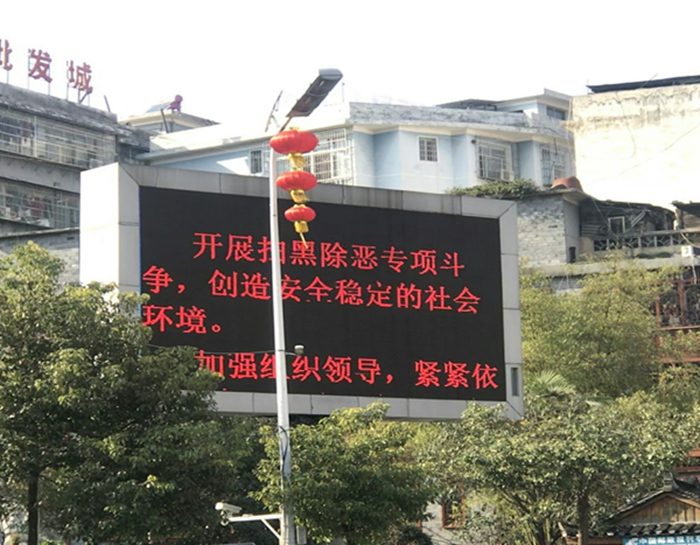 批发城
开展扫黑除恶专项斗
争，创造安全稳定的社会
环境。
加强组织领导，紧紧依